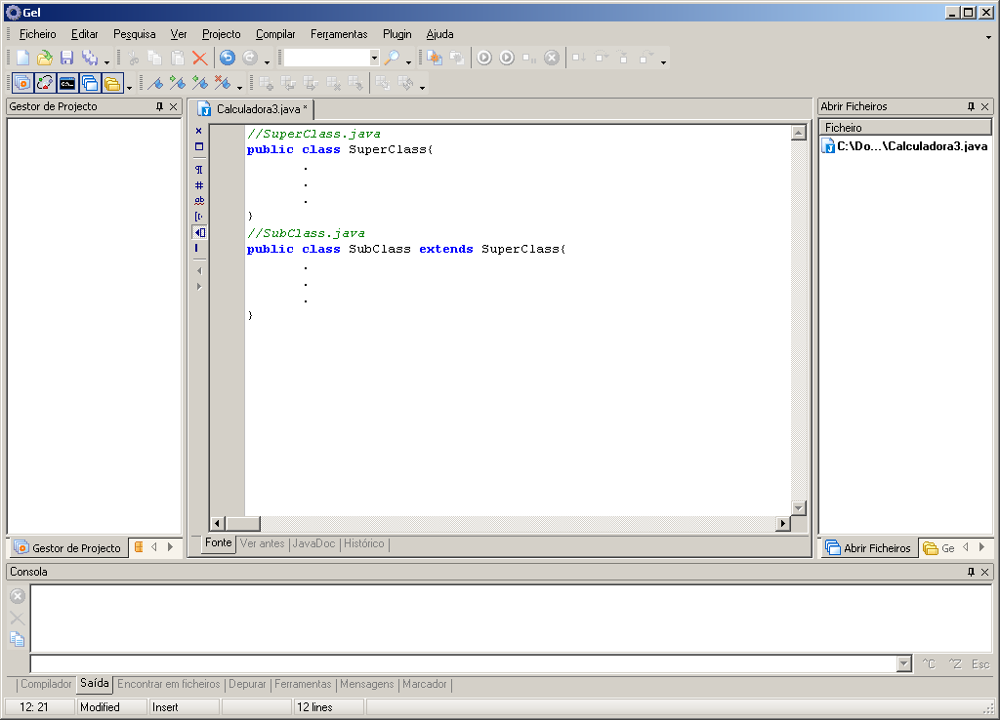 Gel
Ficheiro Editar Pesquisa Ver Projecto Compilar Ferramentas Plugin Ajuda
Gestor de Projecto
Calculadora3.java *
Abrir Ficheiros
Ficheiro
C:\Do...\Calculadora3.java
//SuperClass.java
public class SuperClass{
.
.
.
}
//SubClass.java
public class SubClass extends SuperClass{
.
.
.
}
Fonte Ver antes JavaDoc Histórico
Gestor de Projecto
Abrir Ficheiros Ge
Consola
^C ^Z Esc
Compilador Saída Encontrar em ficheiros Depurar Ferramentas Mensagens Marcador
12: 21 Modified Insert 12 lines